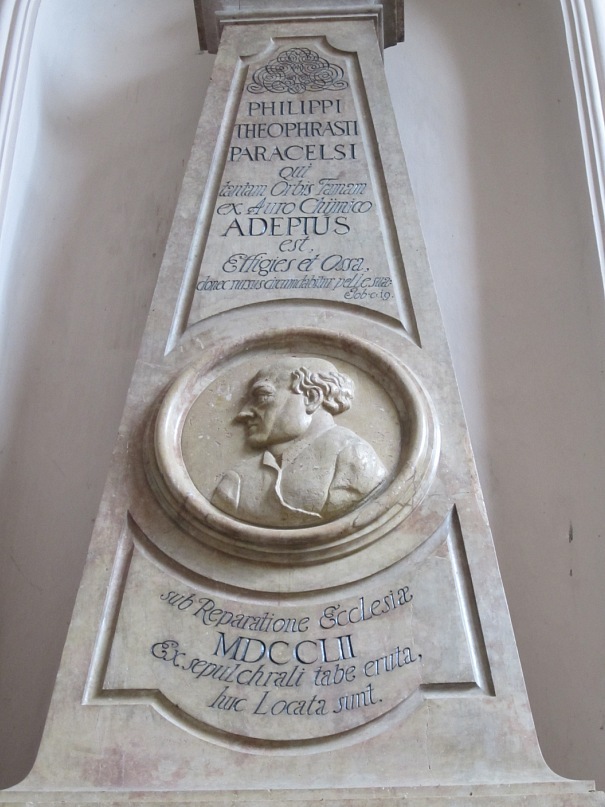 PHILIPPI
THEOPHRASTI
PARACELSI
qui
tantam Orbis Famam
ex Auro Chÿmico
ADEPTUS
est,
Effigies et Ossa,
donec rursus circumdabitur pelle sua.
Job. c. 19.
sub Reparatione Ecclesiæ
MDCCLII
Ex sepulchrali tabe eruta,
huc Locata sunt.